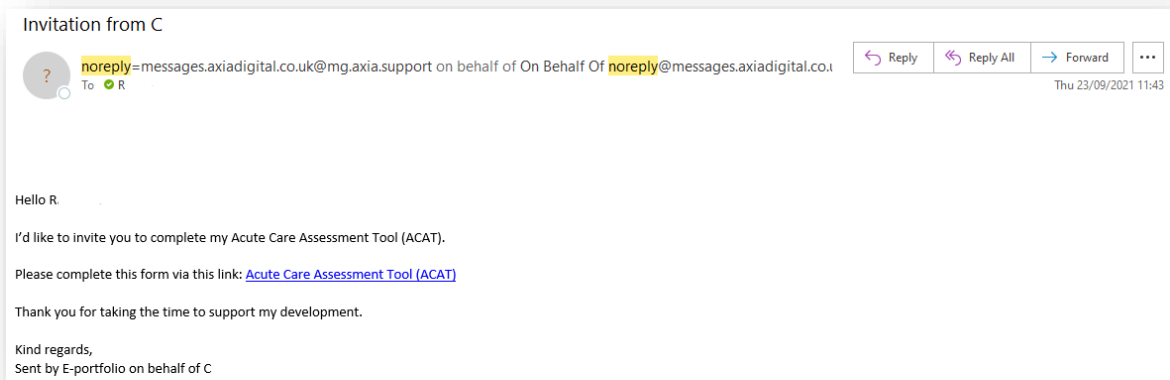 Invitation from C
noreply=messages.axiadigital.co.uk@mg.axia.support on behalf of On Behalf Of noreply@messages.axiadigital.co.u
To R
Reply
Reply All
Forward
Thu 23/09/2021 11:43
?
Hello R
I'd like to invite you to complete my Acute Care Assessment Tool (ACAT).
Please complete this form via this link: Acute Care Assessment Tool (ACAT)
Thank you for taking the time to support my development.
Kind regards,
Sent by E-portfolio on behalf of C